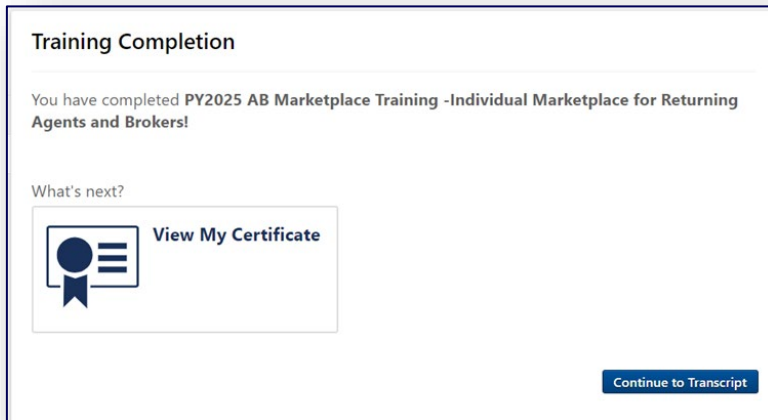 Training Completion
You have completed PY2025 AB Marketplace Training -Individual Marketplace for Returning
Agents and Brokers!
What's next?
View My Certificate
Continue to Transcript